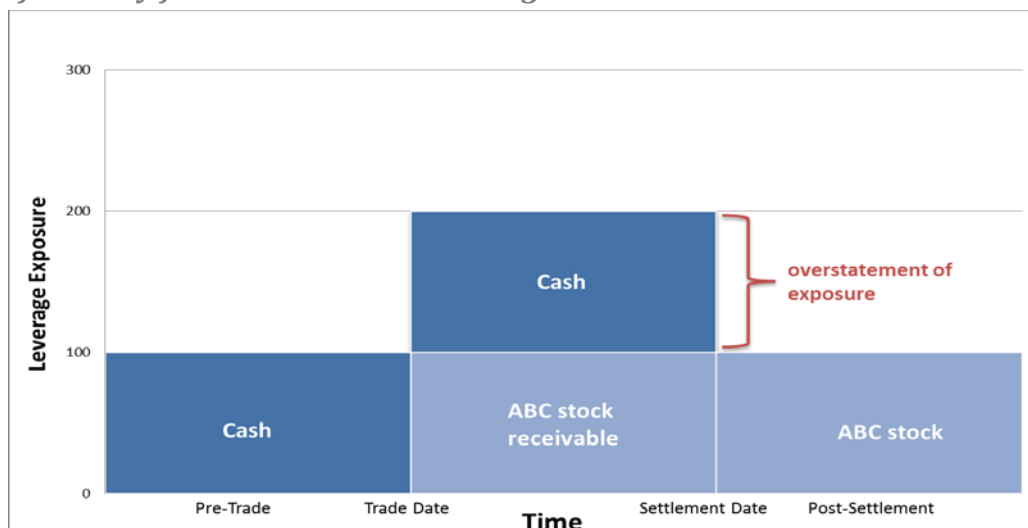 300
200
100
0
Leverage Exposure
Cash
overstatement of
exposure
Cash
ABC stock
receivable
ABC stock
Pre-Trade
Trade Date
Settlement Date
Post-Settlement
Time